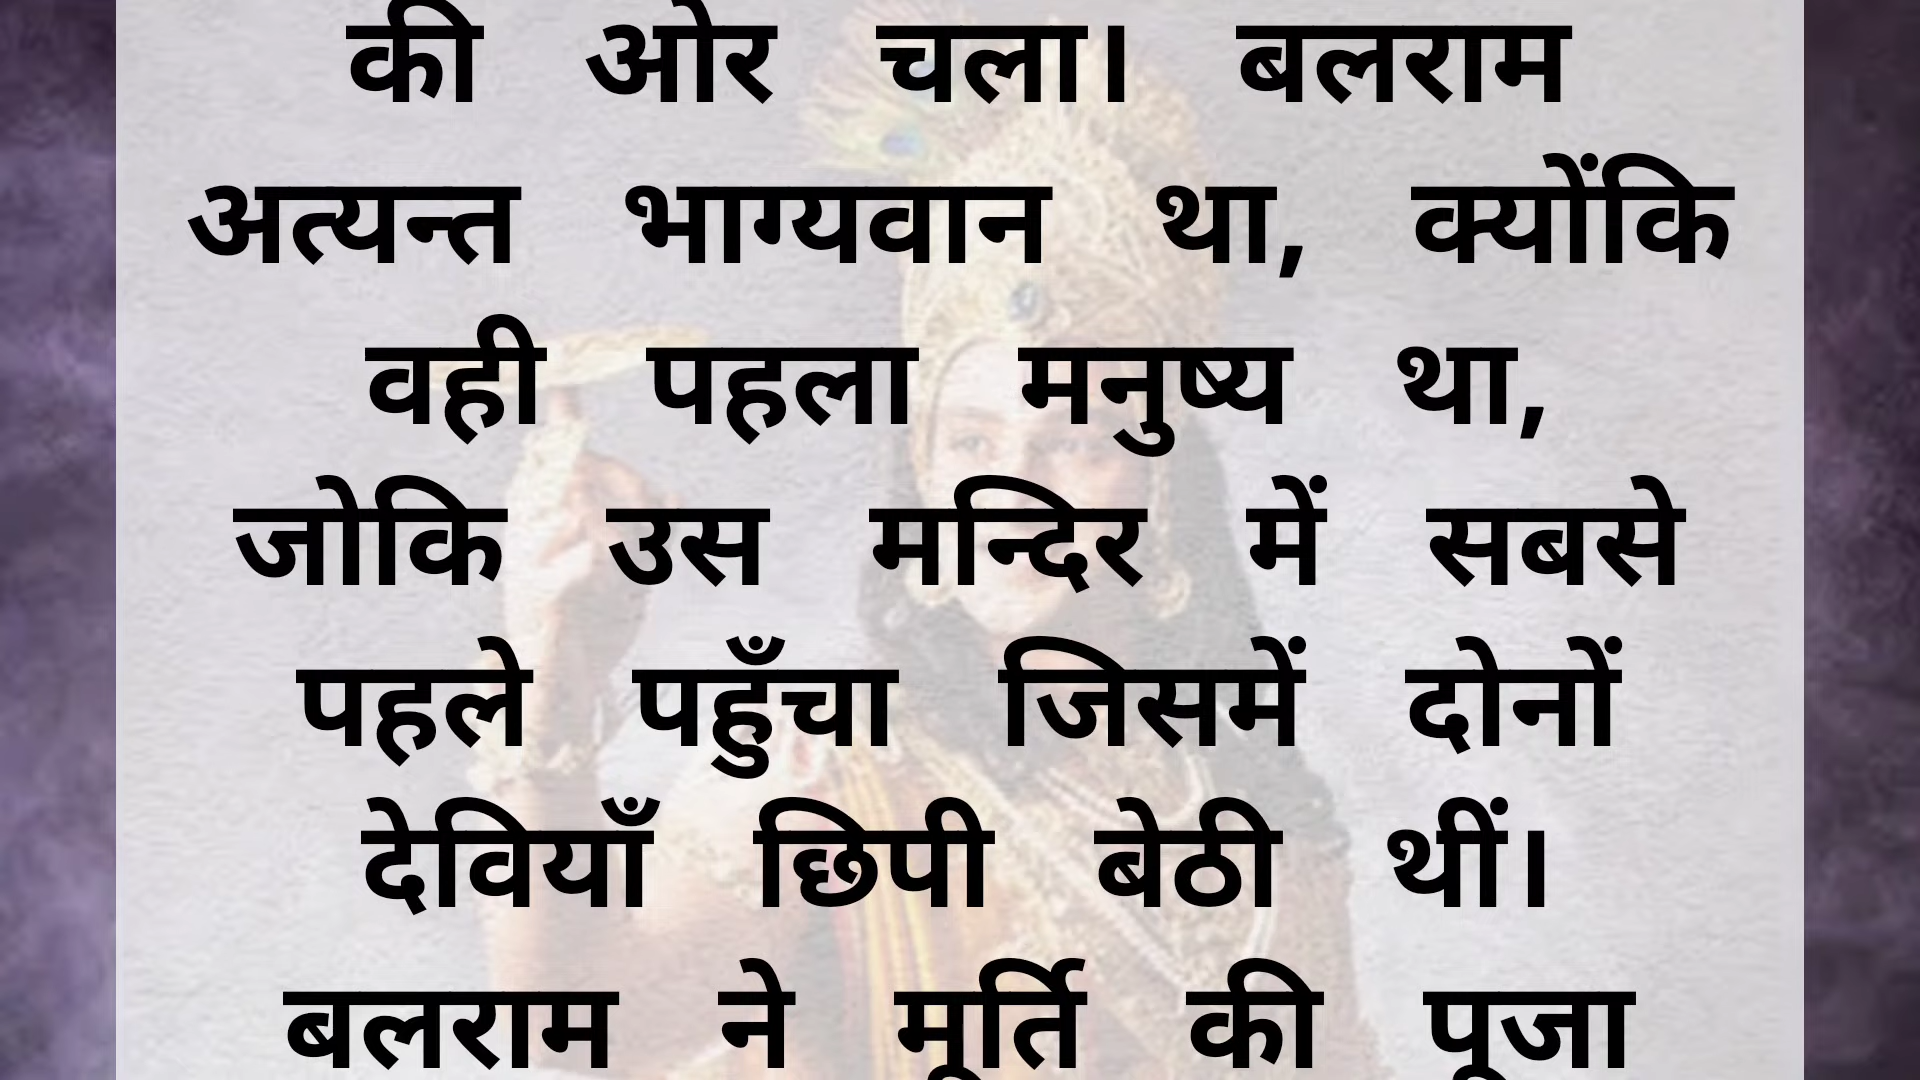 की ओर चला। बलराम
अत्यन्त भाग्यवान था, क्योंकि
वही पहला मनुष्य था,
जोकि उस मन्दिर में सबसे
पहले पहुँचा जिसमें दोनों
देवियाँ छिपी बेठी थीं।
बलराम ने मूर्ति की पूजा